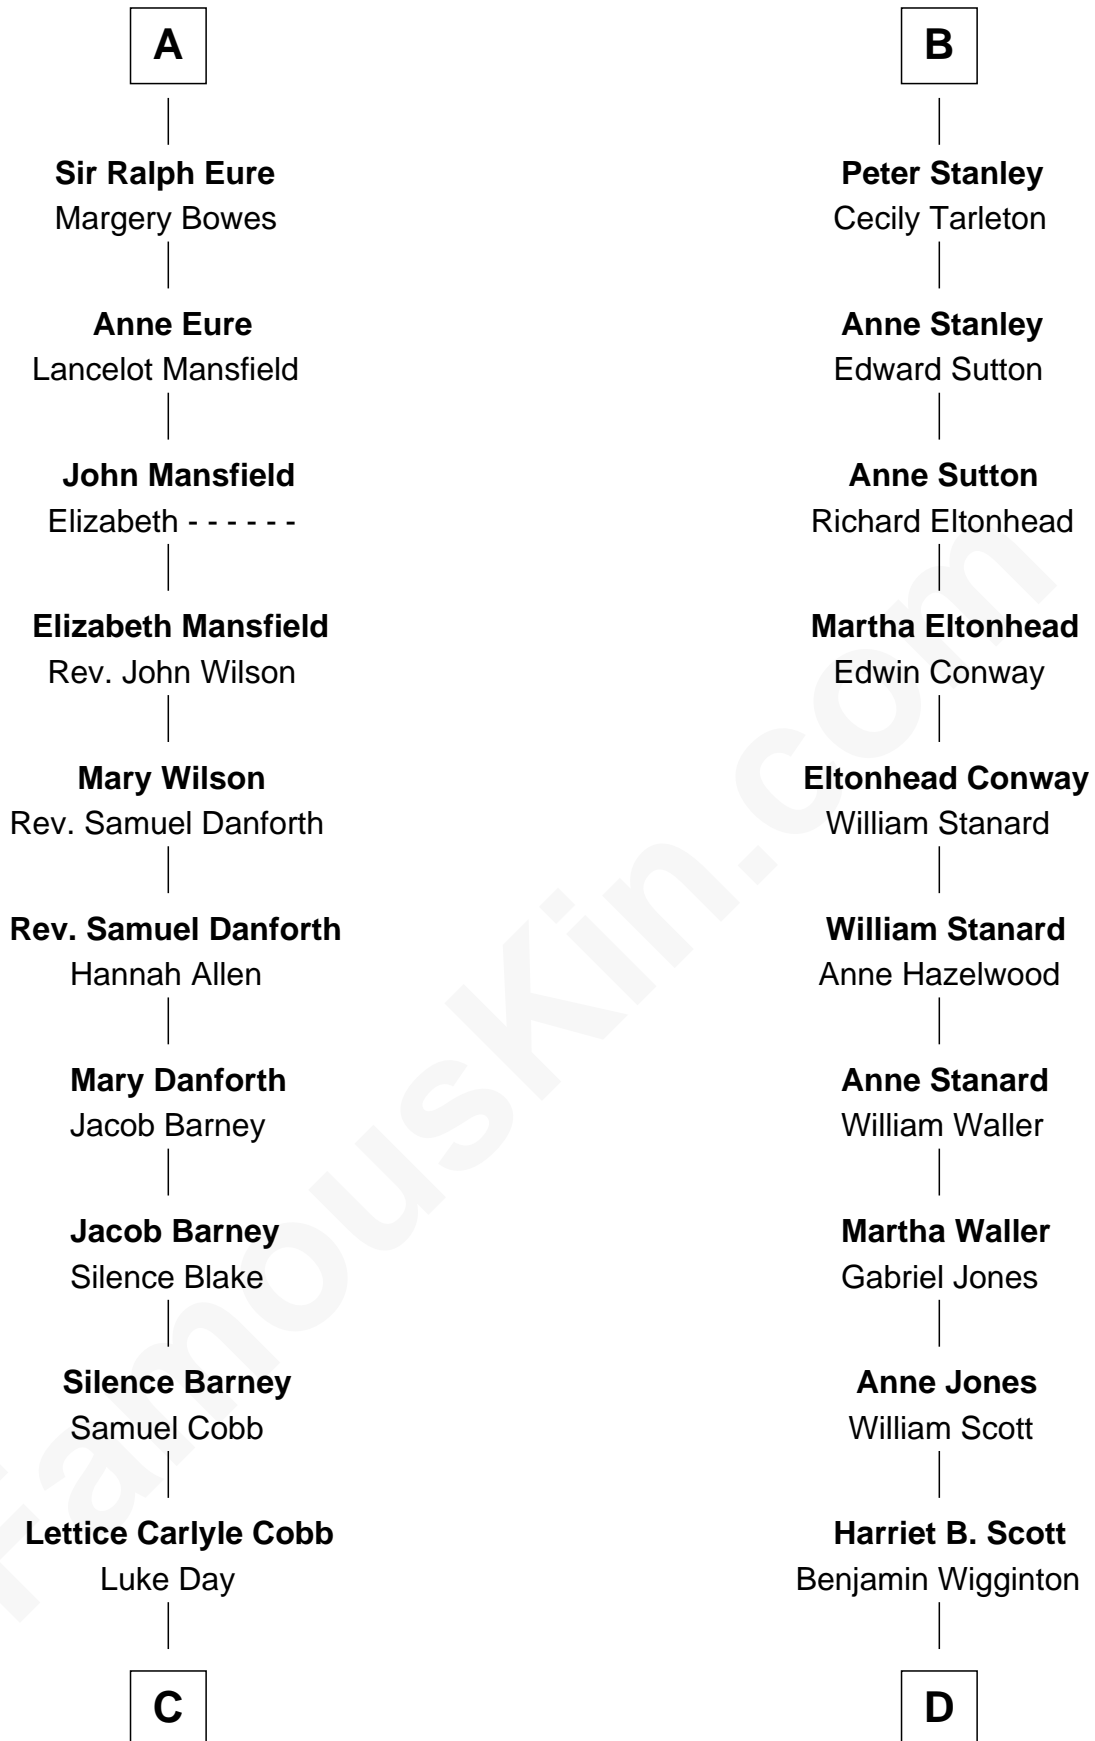 A
Sir Ralph Eure
Margery Bowes
Anne Eure
Lancelot Mansfield
John Mansfield
Elizabeth - - - - - -
Elizabeth Mansfield
Rev. John Wilson
Mary Wilson
Rev. Samuel Danforth
Rev. Samuel Danforth
Hannah Allen
Mary Danforth
Jacob Barney
Jacob Barney
Silence Blake
Silence Barney
Samuel Cobb
Lettice Carlyle Cobb
Luke Day
C
B
Peter Stanley
Cecily Tarleton
Anne Stanley
Edward Sutton
Anne Sutton
Richard Eltonhead
Martha Eltonhead
Edwin Conway
Eltonhead Conway
William Stanard
William Stanard
Anne Hazelwood
Anne Stanard
William Waller
Martha Waller
Gabriel Jones
Anne Jones
William Scott
Harriet B. Scott
Benjamin Wigginton
D
FamousKin.com